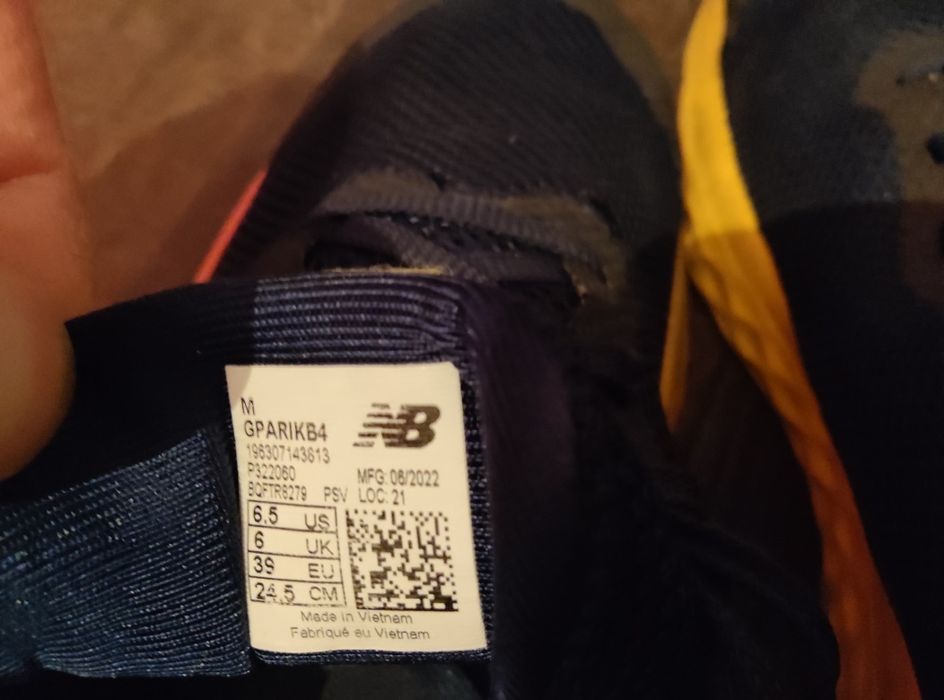 M
GPARIKB4
NB
196307143613
P322060
MFG: 06/2022
BQFTR6279 PSV LOC: 21
6.5 US
6 UK
39 EU
24.5 CM
Made in Vietnam
Fabriqué au Vietnam